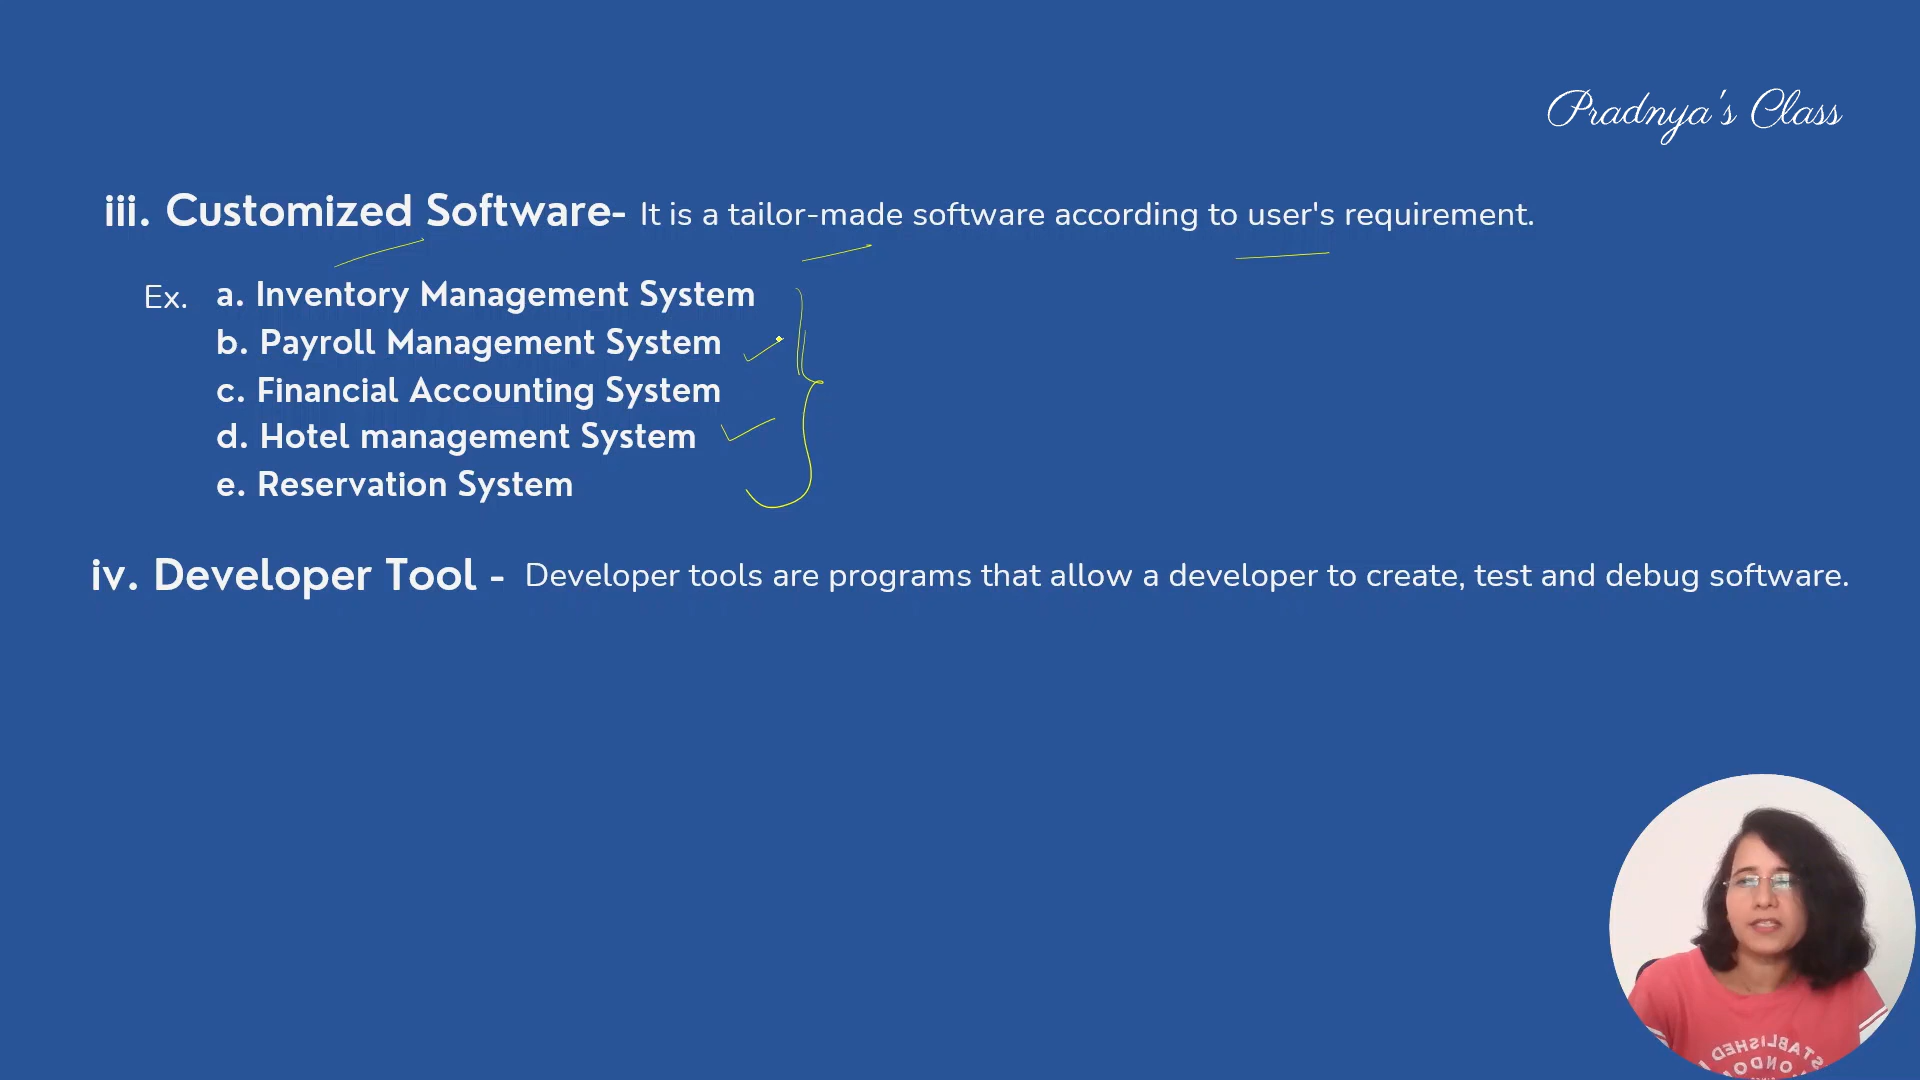 Pradnya's Class
iii. Customized Software- It is a tailor-made software according to user's requirement.
Ex. a. Inventory Management System
b. Payroll Management System
c. Financial Accounting System
d. Hotel management System
e. Reservation System
iv. Developer Tool - Developer tools are programs that allow a developer to create, test and debug software.